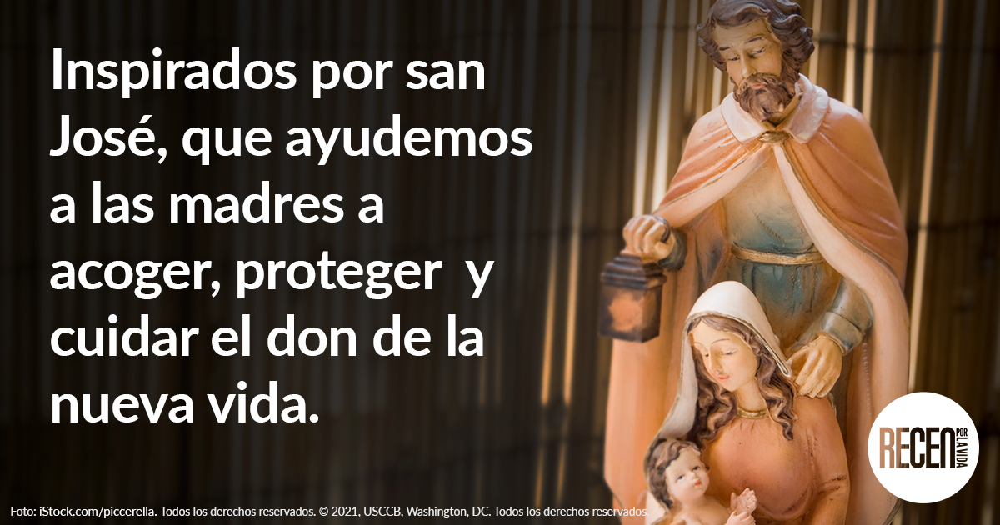 Inspirados por san
José, que ayudemos
a las madres a
acoger, proteger y
cuidar el don de la
nueva vida.
RECEN POR LA VIDA
Foto: iStock.com/piccerella. Todos los derechos reservados. © 2021, USCCB, Washington, DC. Todos los derechos reservados.